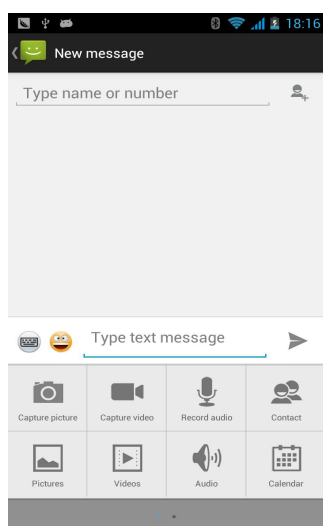 18:16
New message
Type name or number
Type text message
Capture picture
Capture video
Record audio
Contact
Pictures
Videos
Audio
Calendar